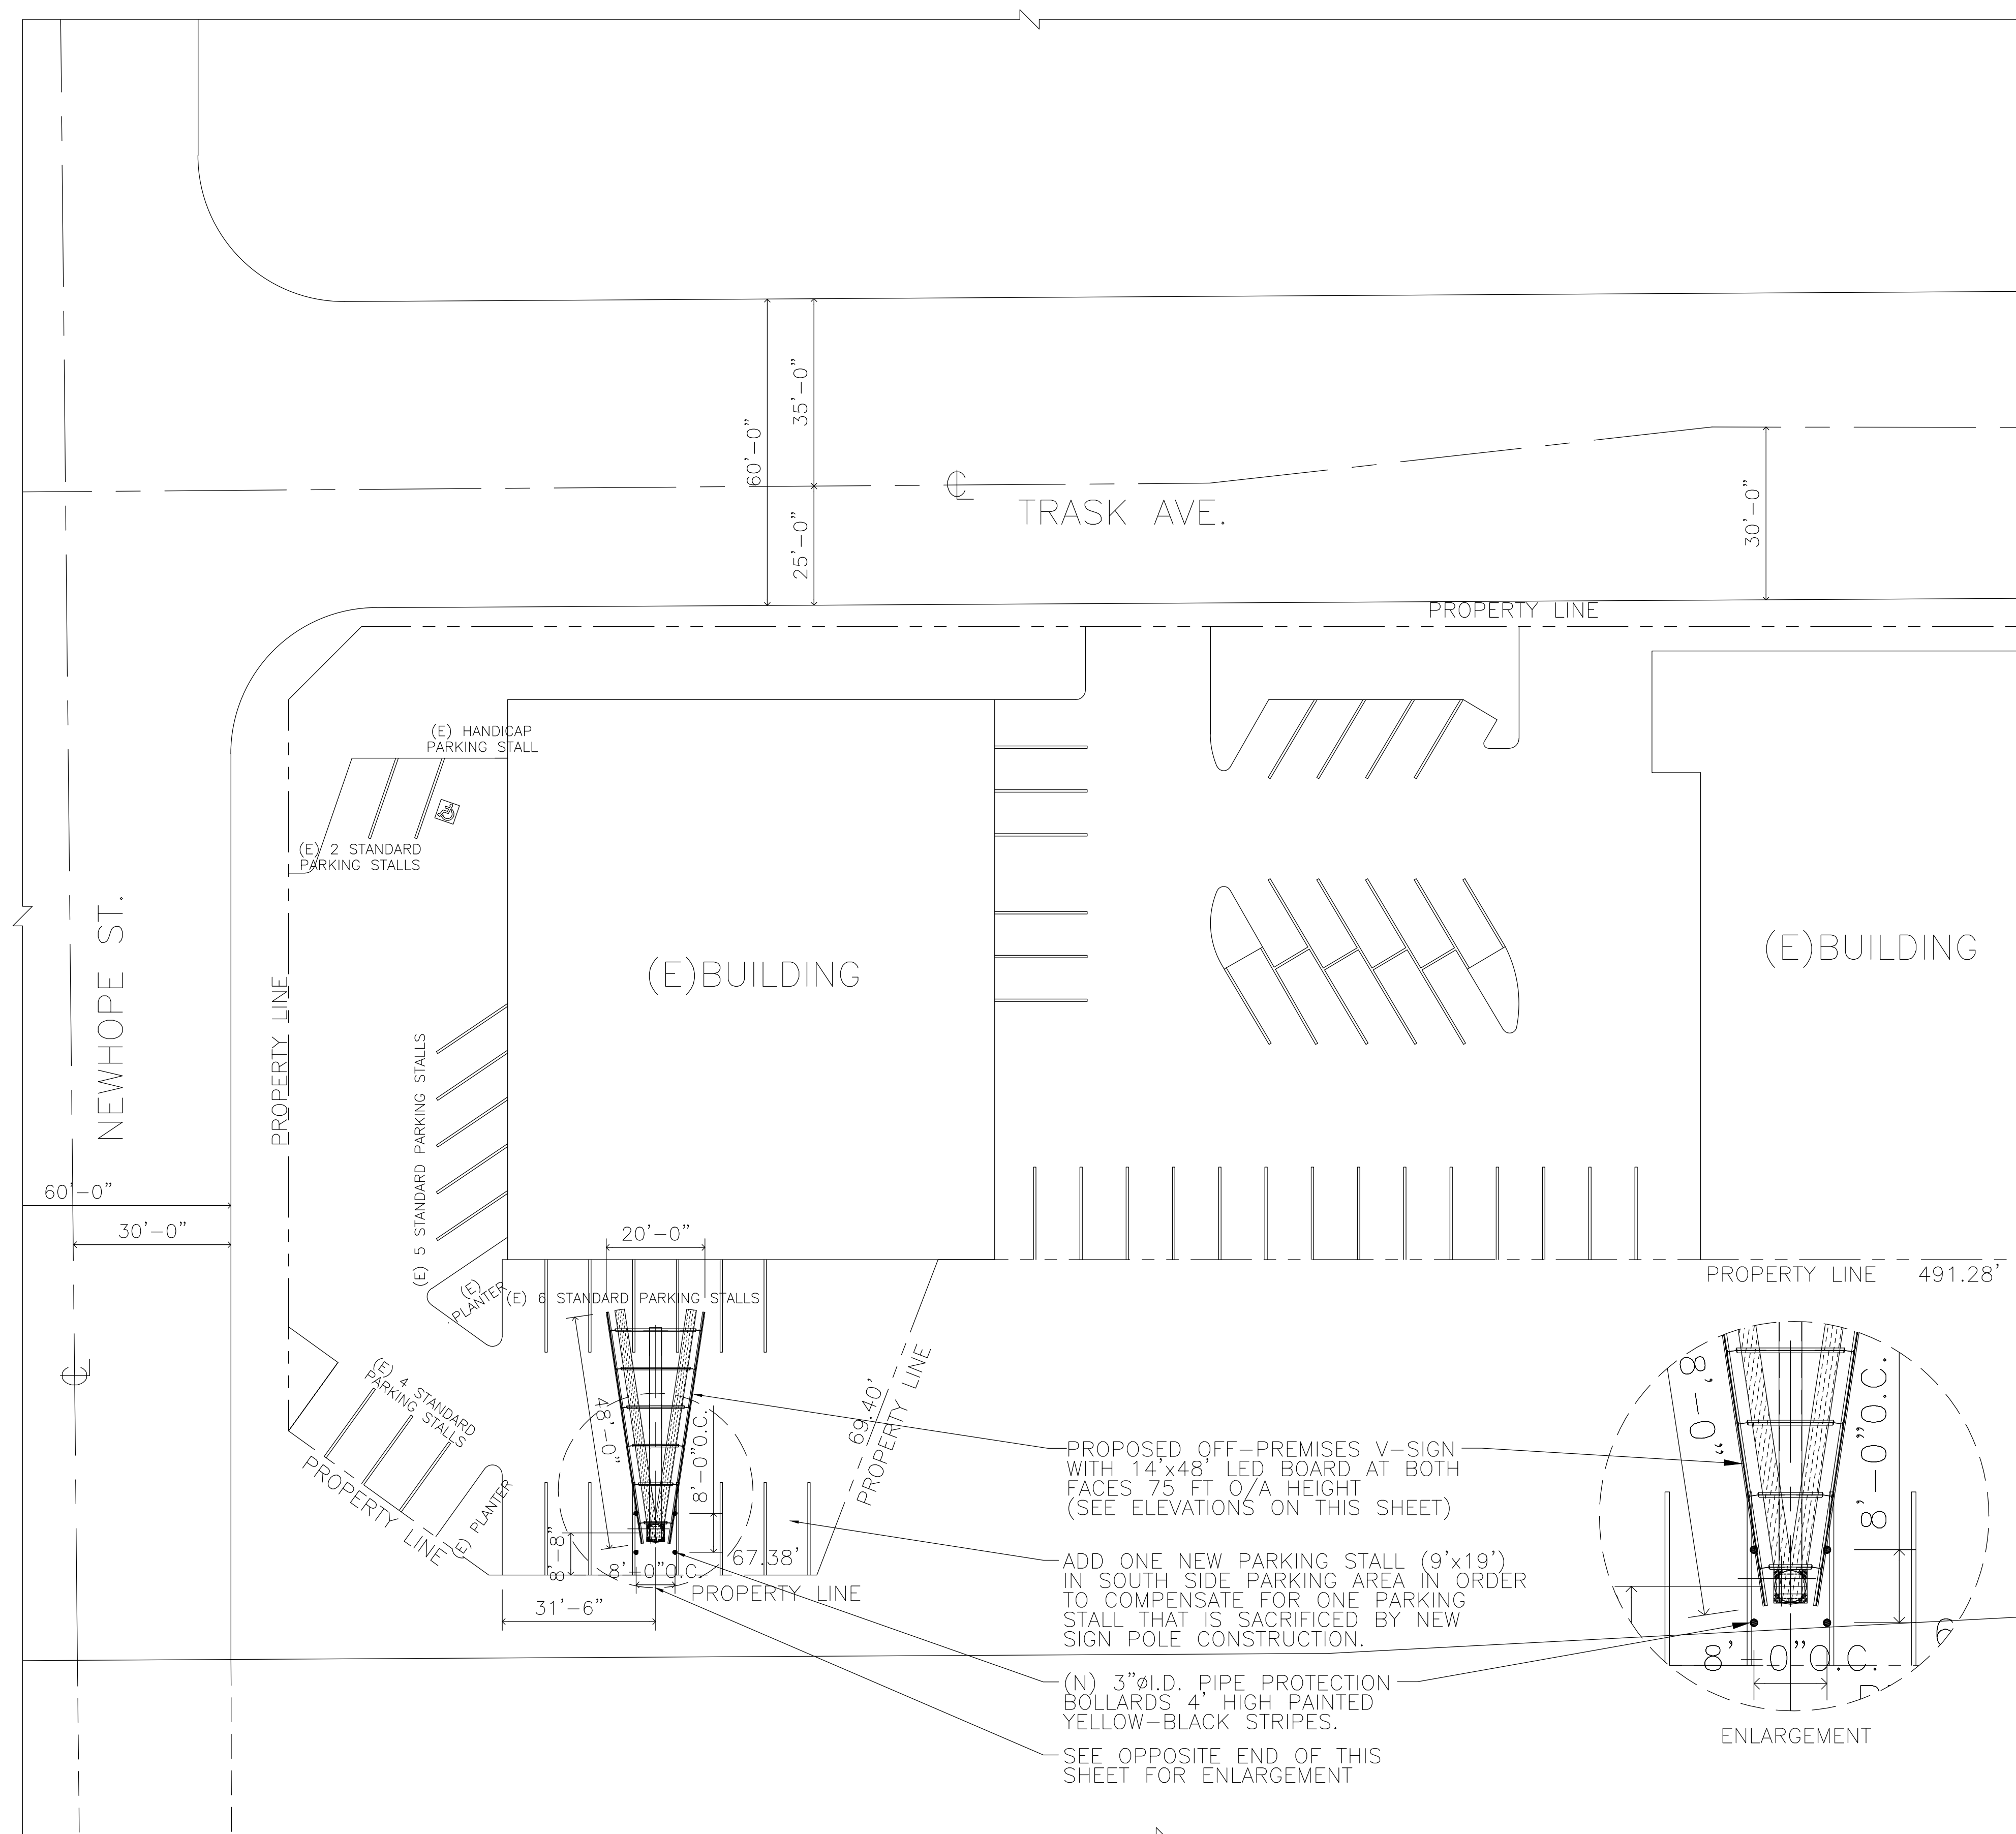 35'-0"
60'-0"
25'-0"
30'-0"
℄
TRASK AVE.
PROPERTY LINE
(E) HANDICAP
PARKING STALL
(E) 2 STANDARD
PARKING STALLS
NEWHOPE ST.
PROPERTY LINE
(E) 5 STANDARD PARKING STALLS
(E)BUILDING
(E)BUILDING
60'-0"
30'-0"
℄
20'-0"
(E)
PLANTER
(E) 6 STANDARD PARKING STALLS
PROPERTY LINE 491.28'
(E) 4 STANDARD
PARKING STALLS
PROPERTY LINE
(E) PLANTER
48'-0"
8'-0"O.C.
8'-8"
8'-0"O.C.
67.38'
PROPERTY LINE
31'-6"
69.40'
PROPERTY LINE
PROPOSED OFF-PREMISES V-SIGN
WITH 14'x48' LED BOARD AT BOTH
FACES 75 FT O/A HEIGHT
(SEE ELEVATIONS ON THIS SHEET)
ADD ONE NEW PARKING STALL (9'x19')
IN SOUTH SIDE PARKING AREA IN ORDER
TO COMPENSATE FOR ONE PARKING
STALL THAT IS SACRIFICED BY NEW
SIGN POLE CONSTRUCTION.
(N) 3"øI.D. PIPE PROTECTION
BOLLARDS 4' HIGH PAINTED
YELLOW-BLACK STRIPES.
SEE OPPOSITE END OF THIS
SHEET FOR ENLARGEMENT
8'-0"
8'-0"O.C.
8'-0"O.C.
ENLARGEMENT